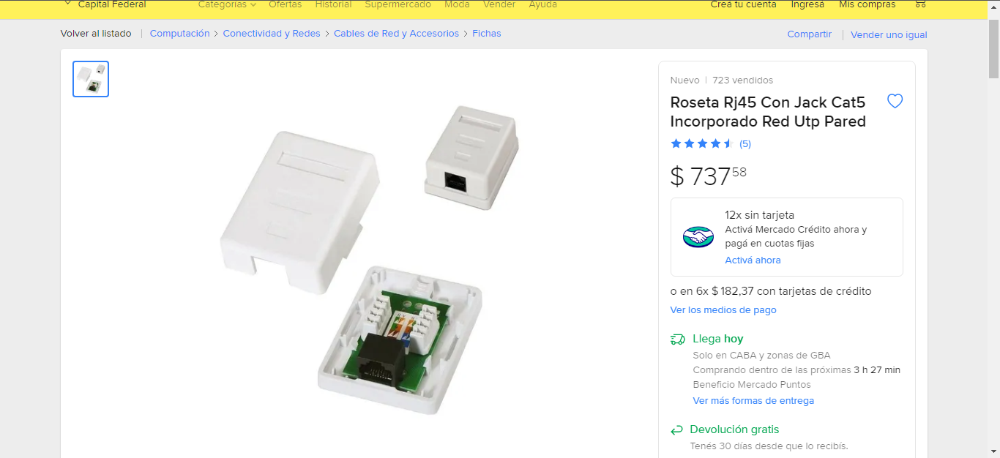 Capital Federal
Categorías
Ofertas
Historial
Supermercado
Moda
Vender
Ayuda
Creá tu cuenta
Ingresá
Mis compras
Volver al listado | Computación > Conectividad y Redes > Cables de Red y Accesorios > Fichas
Compartir | Vender uno igual
Nuevo | 723 vendidos
Roseta Rj45 Con Jack Cat5
Incorporado Red Utp Pared
(5)
$ 737 58
12x sin tarjeta
Activá Mercado Crédito ahora y
pagá en cuotas fijas
Activá ahora
o en 6x $ 182,37 con tarjetas de crédito
Ver los medios de pago
Llega hoy
Solo en CABA y zonas de GBA
Comprando dentro de las próximas 3 h 27 min
Beneficio Mercado Puntos
Ver más formas de entrega
Devolución gratis
Tenés 30 días desde que lo recibís.